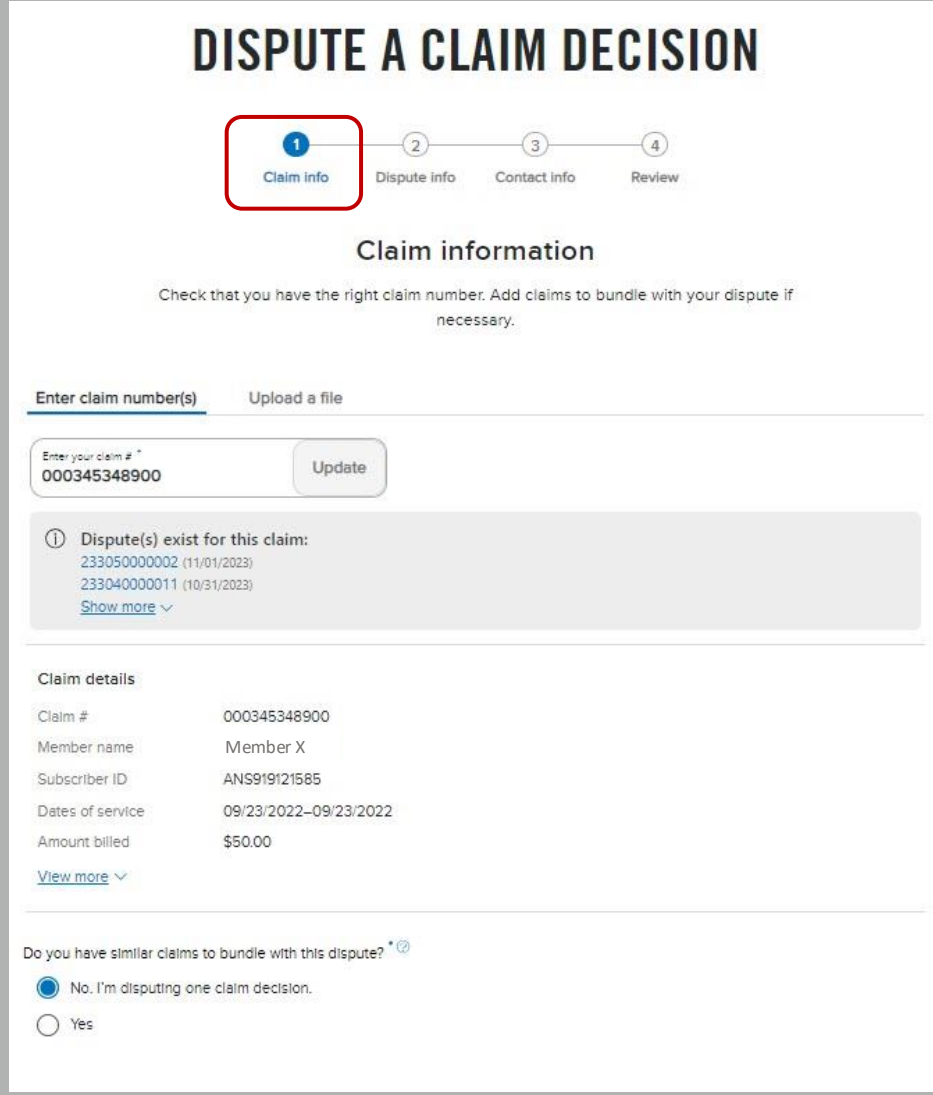 DISPUTE A CLAIM DECISION
1 2 3 4
Claim info Dispute info Contact info Review
Claim information
Check that you have the right claim number. Add claims to bundle with your dispute if
necessary.
Enter claim number(s) Upload a file
Enter your claim # *
000345348900
Update
Dispute(s) exist for this claim:
233050000002 (11/01/2023)
233040000011 (10/31/2023)
Show more
Claim details
Claim # 000345348900
Member name Member X
Subscriber ID ANS919121585
Dates of service 09/23/2022–09/23/2022
Amount billed $50.00
View more
Do you have similar claims to bundle with this dispute? *
No. I'm disputing one claim decision.
Yes